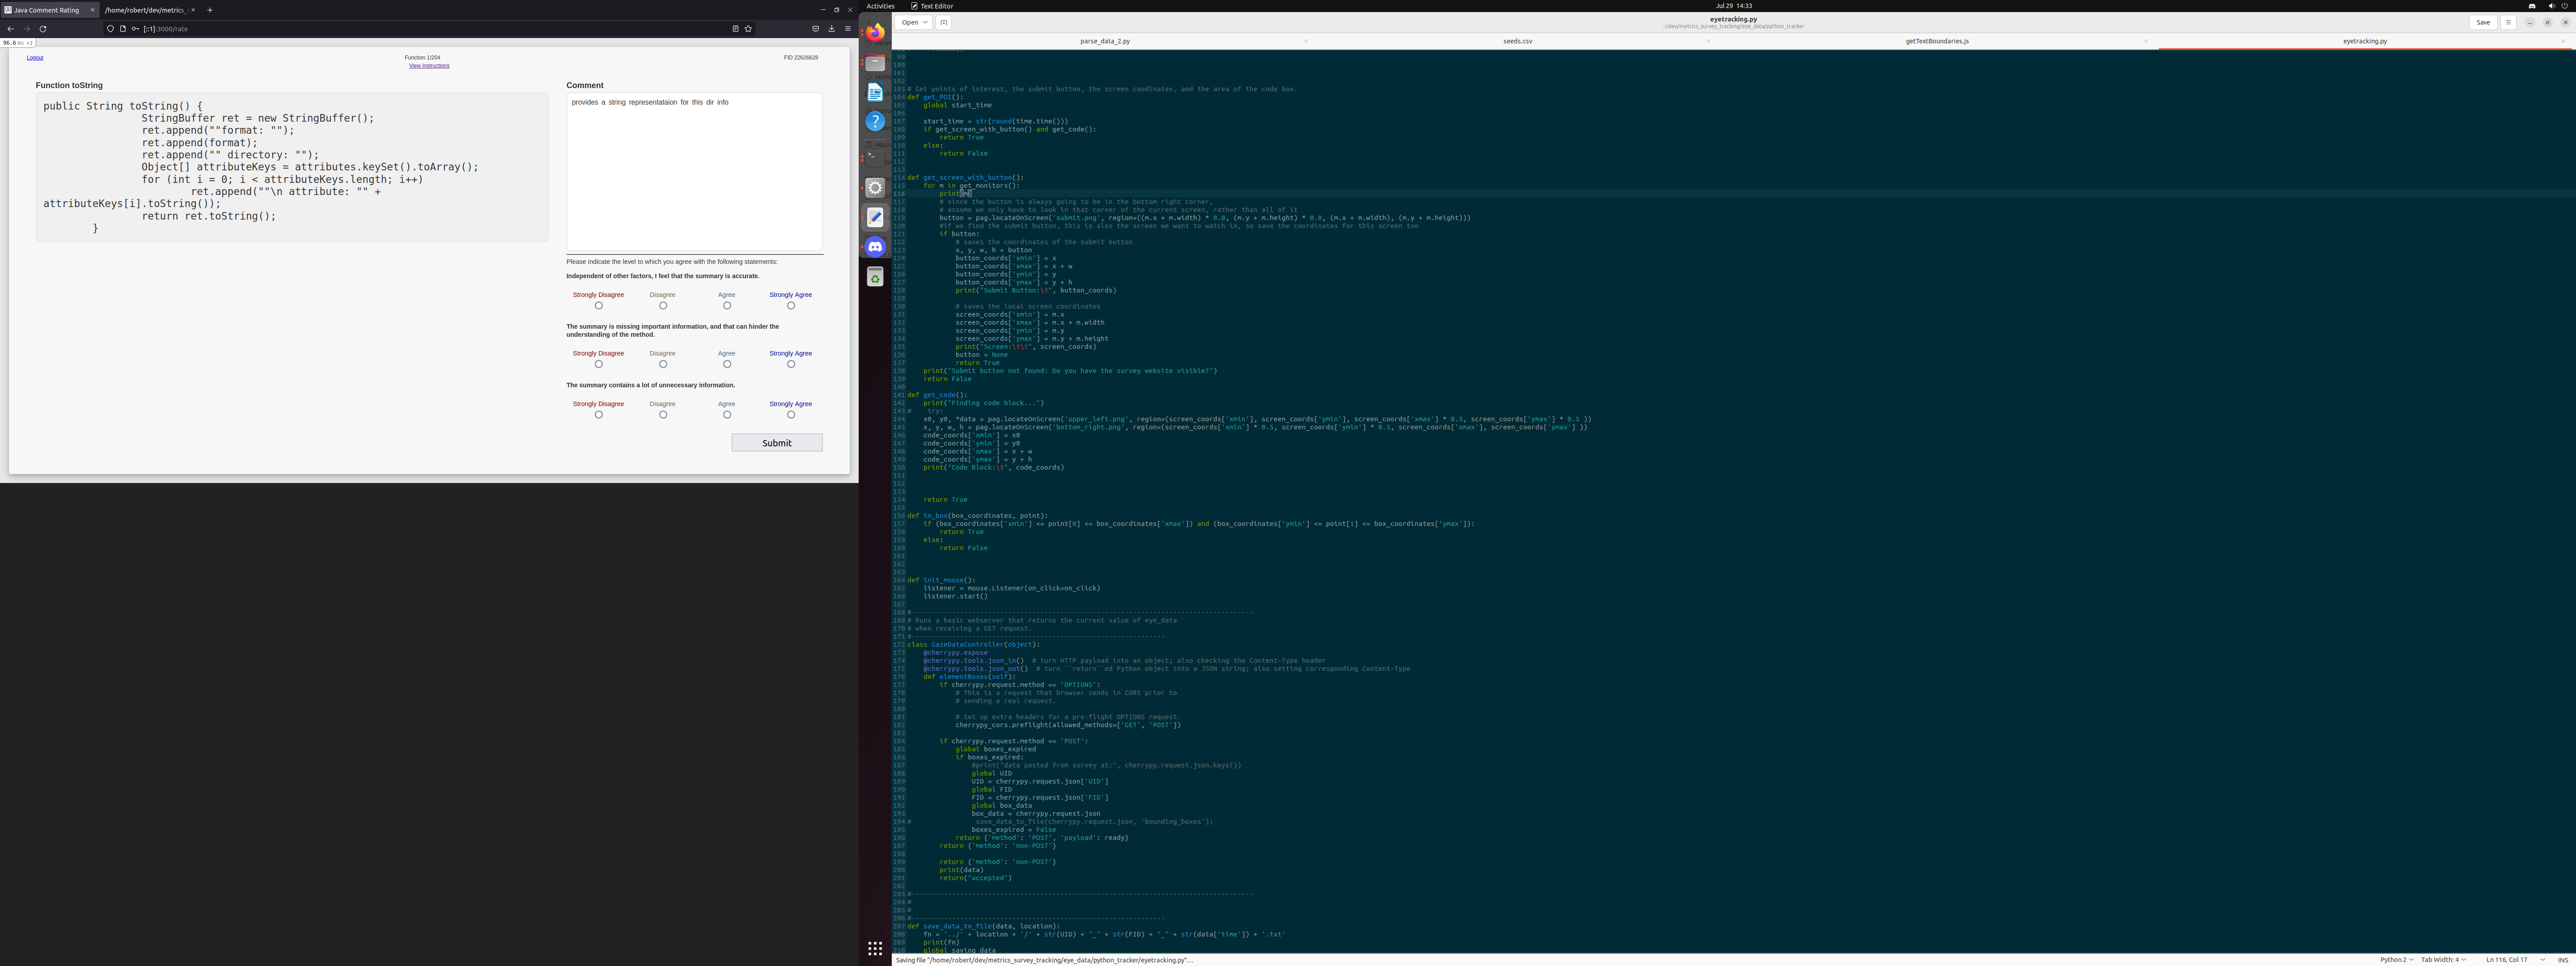 Java Comment Rating
/home/robert/dev/metrics_
[::1]:3000/rate
96.6 ms ×2
Logout
Function 1/204
FID 22626628
View Instructions
Function toString
public String toString() {
StringBuffer ret = new StringBuffer();
ret.append(""format: "");
ret.append(format);
ret.append("" directory: "");
Object[] attributeKeys = attributes.keySet().toArray();
for (int i = 0; i < attributeKeys.length; i++)
ret.append(""\n attribute: "" +
attributeKeys[i].toString());
return ret.toString();
}
Comment
provides a string representataion for this dir info
Please indicate the level to which you agree with the following statements:
Independent of other factors, I feel that the summary is accurate.
Strongly Disagree Disagree Agree Strongly Agree
The summary is missing important information, and that can hinder the
understanding of the method.
Strongly Disagree Disagree Agree Strongly Agree
The summary contains a lot of unnecessary information.
Strongly Disagree Disagree Agree Strongly Agree
Submit
Activities Text Editor Jul 29 14:33
Open
eyetracking.py
~/dev/metrics_survey_tracking/eye_data/python_tracker
Save
parse_data_2.py seeds.csv getTextBoundaries.js eyetracking.py
99
100
101
102
103 # Get points of interest, the submit button, the screen coodinates, and the area of the code box.
104 def get_POI():
105 global start_time
106
107 start_time = str(round(time.time()))
108 if get_screen_with_button() and get_code():
109 return True
110 else:
111 return False
112
113
114 def get_screen_with_button():
115 for m in get_monitors():
116 print(m)
117 # since the button is always going to be in the bottom right corner,
118 # assume we only have to look in that corner of the current screen, rather than all of it
119 button = pag.locateOnScreen('submit.png', region=((m.x + m.width) * 0.8, (m.y + m.height) * 0.8, (m.x + m.width), (m.y + m.height)))
120 #if we find the submit button, this is also the screen we want to watch in, so save the coordinates for this screen too
121 if button:
122 # saves the coordinates of the submit button
123 x, y, w, h = button
124 button_coords['xmin'] = x
125 button_coords['xmax'] = x + w
126 button_coords['ymin'] = y
127 button_coords['ymax'] = y + h
128 print("Submit Button:\t", button_coords)
129
130 # saves the local screen coordinates
131 screen_coords['xmin'] = m.x
132 screen_coords['xmax'] = m.x + m.width
133 screen_coords['ymin'] = m.y
134 screen_coords['ymax'] = m.y + m.height
135 print("Screen:\t\t", screen_coords)
136 button = None
137 return True
138 print("Submit button not found: Do you have the survey website visible?")
139 return False
140
141 def get_code():
142 print("Finding code block...")
143 # try:
144 x0, y0, *data = pag.locateOnScreen('upper_left.png', region=(screen_coords['xmin'], screen_coords['ymin'], screen_coords['xmax'] * 0.5, screen_coords['ymax'] * 0.5 ))
145 x, y, w, h = pag.locateOnScreen('bottom_right.png', region=(screen_coords['xmin'] * 0.5, screen_coords['ymin'] * 0.5, screen_coords['xmax'], screen_coords['ymax'] ))
146 code_coords['xmin'] = x0
147 code_coords['ymin'] = y0
148 code_coords['xmax'] = x + w
149 code_coords['ymax'] = y + h
150 print("Code Block:\t", code_coords)
151
152
153
154 return True
155
156 def in_box(box_coordinates, point):
157 if (box_coordinates['xmin'] <= point[0] <= box_coordinates['xmax']) and (box_coordinates['ymin'] <= point[1] <= box_coordinates['ymax']):
158 return True
159 else:
160 return False
161
162
163
164 def init_mouse():
165 listener = mouse.Listener(on_click=on_click)
166 listener.start()
167
168 #-------------------------------------------------------------------------------------
169 # Runs a basic webserver that returns the current value of eye_data
170 # when receiving a GET request.
171 #---------------------------------------------------------------
172 class GazeDataController(object):
173 @cherrypy.expose
174 @cherrypy.tools.json_in() # turn HTTP payload into an object; also checking the Content-Type header
175 @cherrypy.tools.json_out() # turn ``return``ed Python object into a JSON string; also setting corresponding Content-Type
176 def elementBoxes(self):
177 if cherrypy.request.method == 'OPTIONS':
178 # This is a request that browser sends in CORS prior to
179 # sending a real request.
180
181 # Set up extra headers for a pre-flight OPTIONS request.
182 cherrypy_cors.preflight(allowed_methods=['GET', 'POST'])
183
184 if cherrypy.request.method == 'POST':
185 global boxes_expired
186 if boxes_expired:
187 #print("data posted from survey at:", cherrypy.request.json.keys())
188 global UID
189 UID = cherrypy.request.json['UID']
190 global FID
191 FID = cherrypy.request.json['FID']
192 global box_data
193 box_data = cherrypy.request.json
194 # save_data_to_file(cherrypy.request.json, 'bounding_boxes');
195 boxes_expired = False
196 return {'method': 'POST', 'payload': ready}
197 return {'method': 'non-POST'}
198
199 return {'method': 'non-POST'}
200 print(data)
201 return("accepted")
202
203 #-------------------------------------------------------------------------------------
204 #
205 #
206 #---------------------------------------------------------------
207 def save_data_to_file(data, location):
208 fn = '../' + location + '/' + str(UID) + "_" + str(FID) + "_" + str(data['time']) + '.txt'
209 print(fn)
210 global saving_data
Saving file "/home/robert/dev/metrics_survey_tracking/eye_data/python_tracker/eyetracking.py"…
Python 2 Tab Width: 4 Ln 116, Col 17 INS